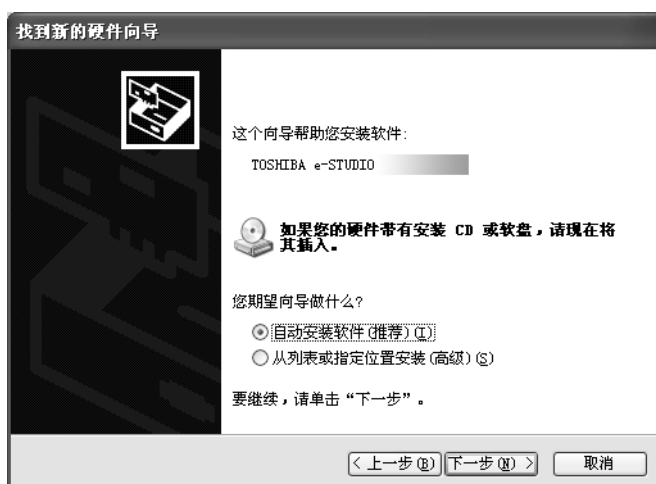 找到新的硬件向导
这个向导帮助您安装软件:
TOSHIBA e-STUDIO
如果您的硬件带有安装 CD 或软盘，请现在将
其插入。
您期望向导做什么?
自动安装软件(推荐)(I)
从列表或指定位置安装(高级)(S)
要继续，请单击“下一步”。
< 上一步(B) 下一步(N) > 取消